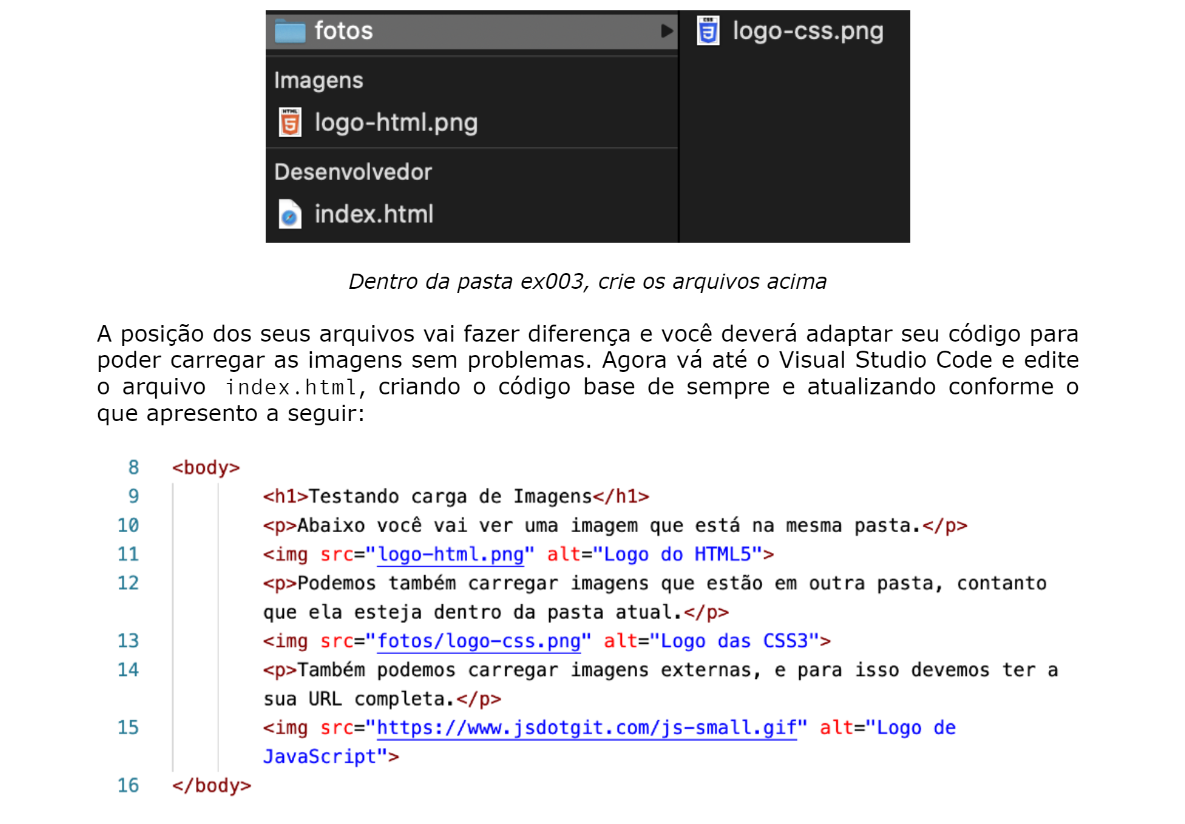 fotos
logo-css.png
Imagens
logo-html.png
Desenvolvedor
index.html
Dentro da pasta ex003, crie os arquivos acima
A posição dos seus arquivos vai fazer diferença e você deverá adaptar seu código para
poder carregar as imagens sem problemas. Agora vá até o Visual Studio Code e edite
o arquivo index.html, criando o código base de sempre e atualizando conforme o
que apresento a seguir:
8 <body>
9 <h1>Testando carga de Imagens</h1>
10 <p>Abaixo você vai ver uma imagem que está na mesma pasta.</p>
11 <img src="logo-html.png" alt="Logo do HTML5">
12 <p>Podemos também carregar imagens que estão em outra pasta, contanto
que ela esteja dentro da pasta atual.</p>
13 <img src="fotos/logo-css.png" alt="Logo das CSS3">
14 <p>Também podemos carregar imagens externas, e para isso devemos ter a
sua URL completa.</p>
15 <img src="https://www.jsdotgit.com/js-small.gif" alt="Logo de
JavaScript">
16 </body>